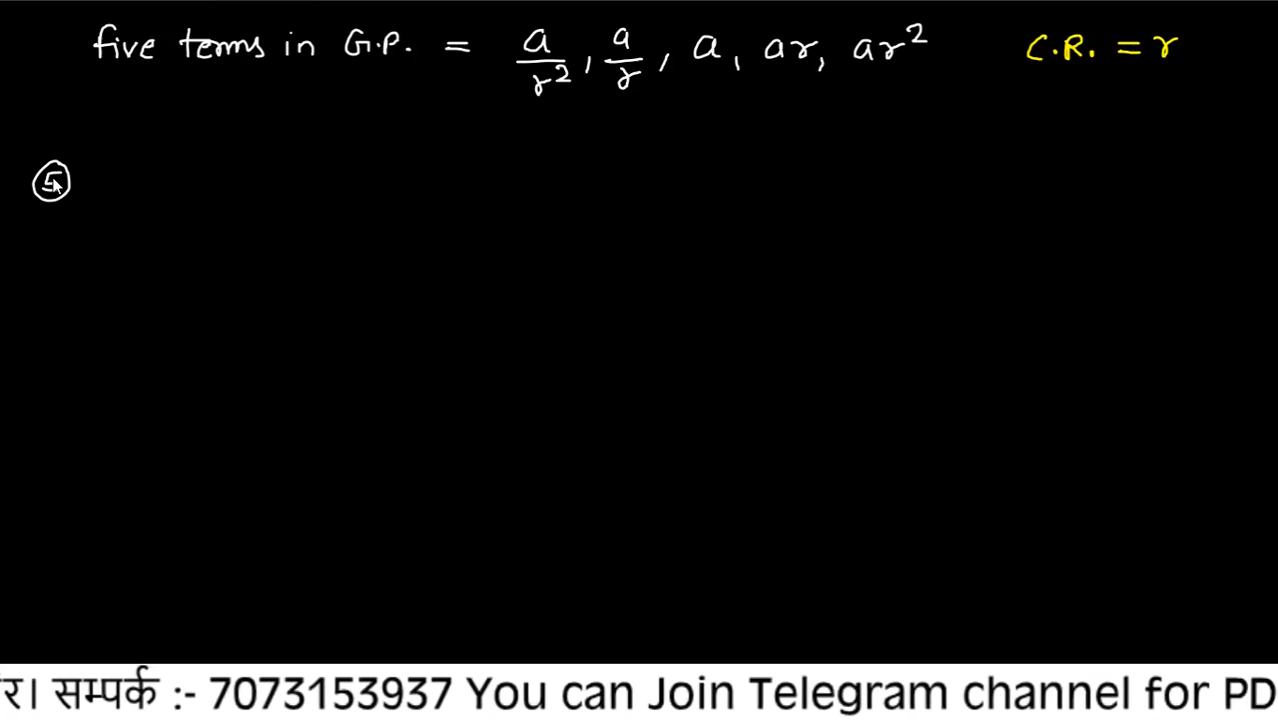 five terms in G.P. = a/r², a/r, a, ar, ar² C.R. = r
⑤
र। सम्पर्क :- 7073153937 You can Join Telegram channel for PD